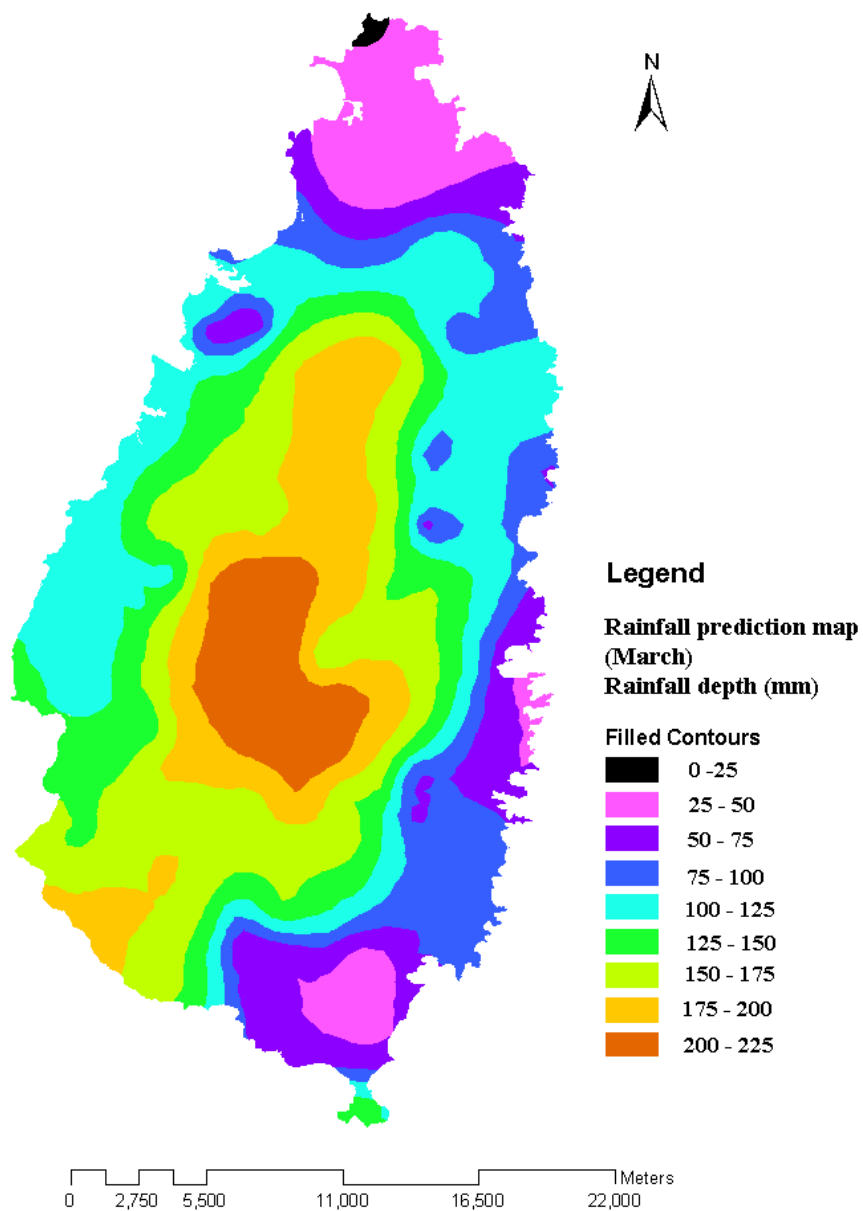 N
Legend
Rainfall prediction map
(March)
Rainfall depth (mm)
Filled Contours
0 -25
25 - 50
50 - 75
75 - 100
100 - 125
125 - 150
150 - 175
175 - 200
200 - 225
Meters
0 2,750 5,500 11,000 16,500 22,000